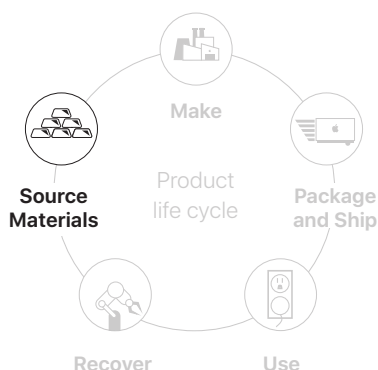 Make
Source
Materials
Product
life cycle
Package
and Ship
Recover
Use